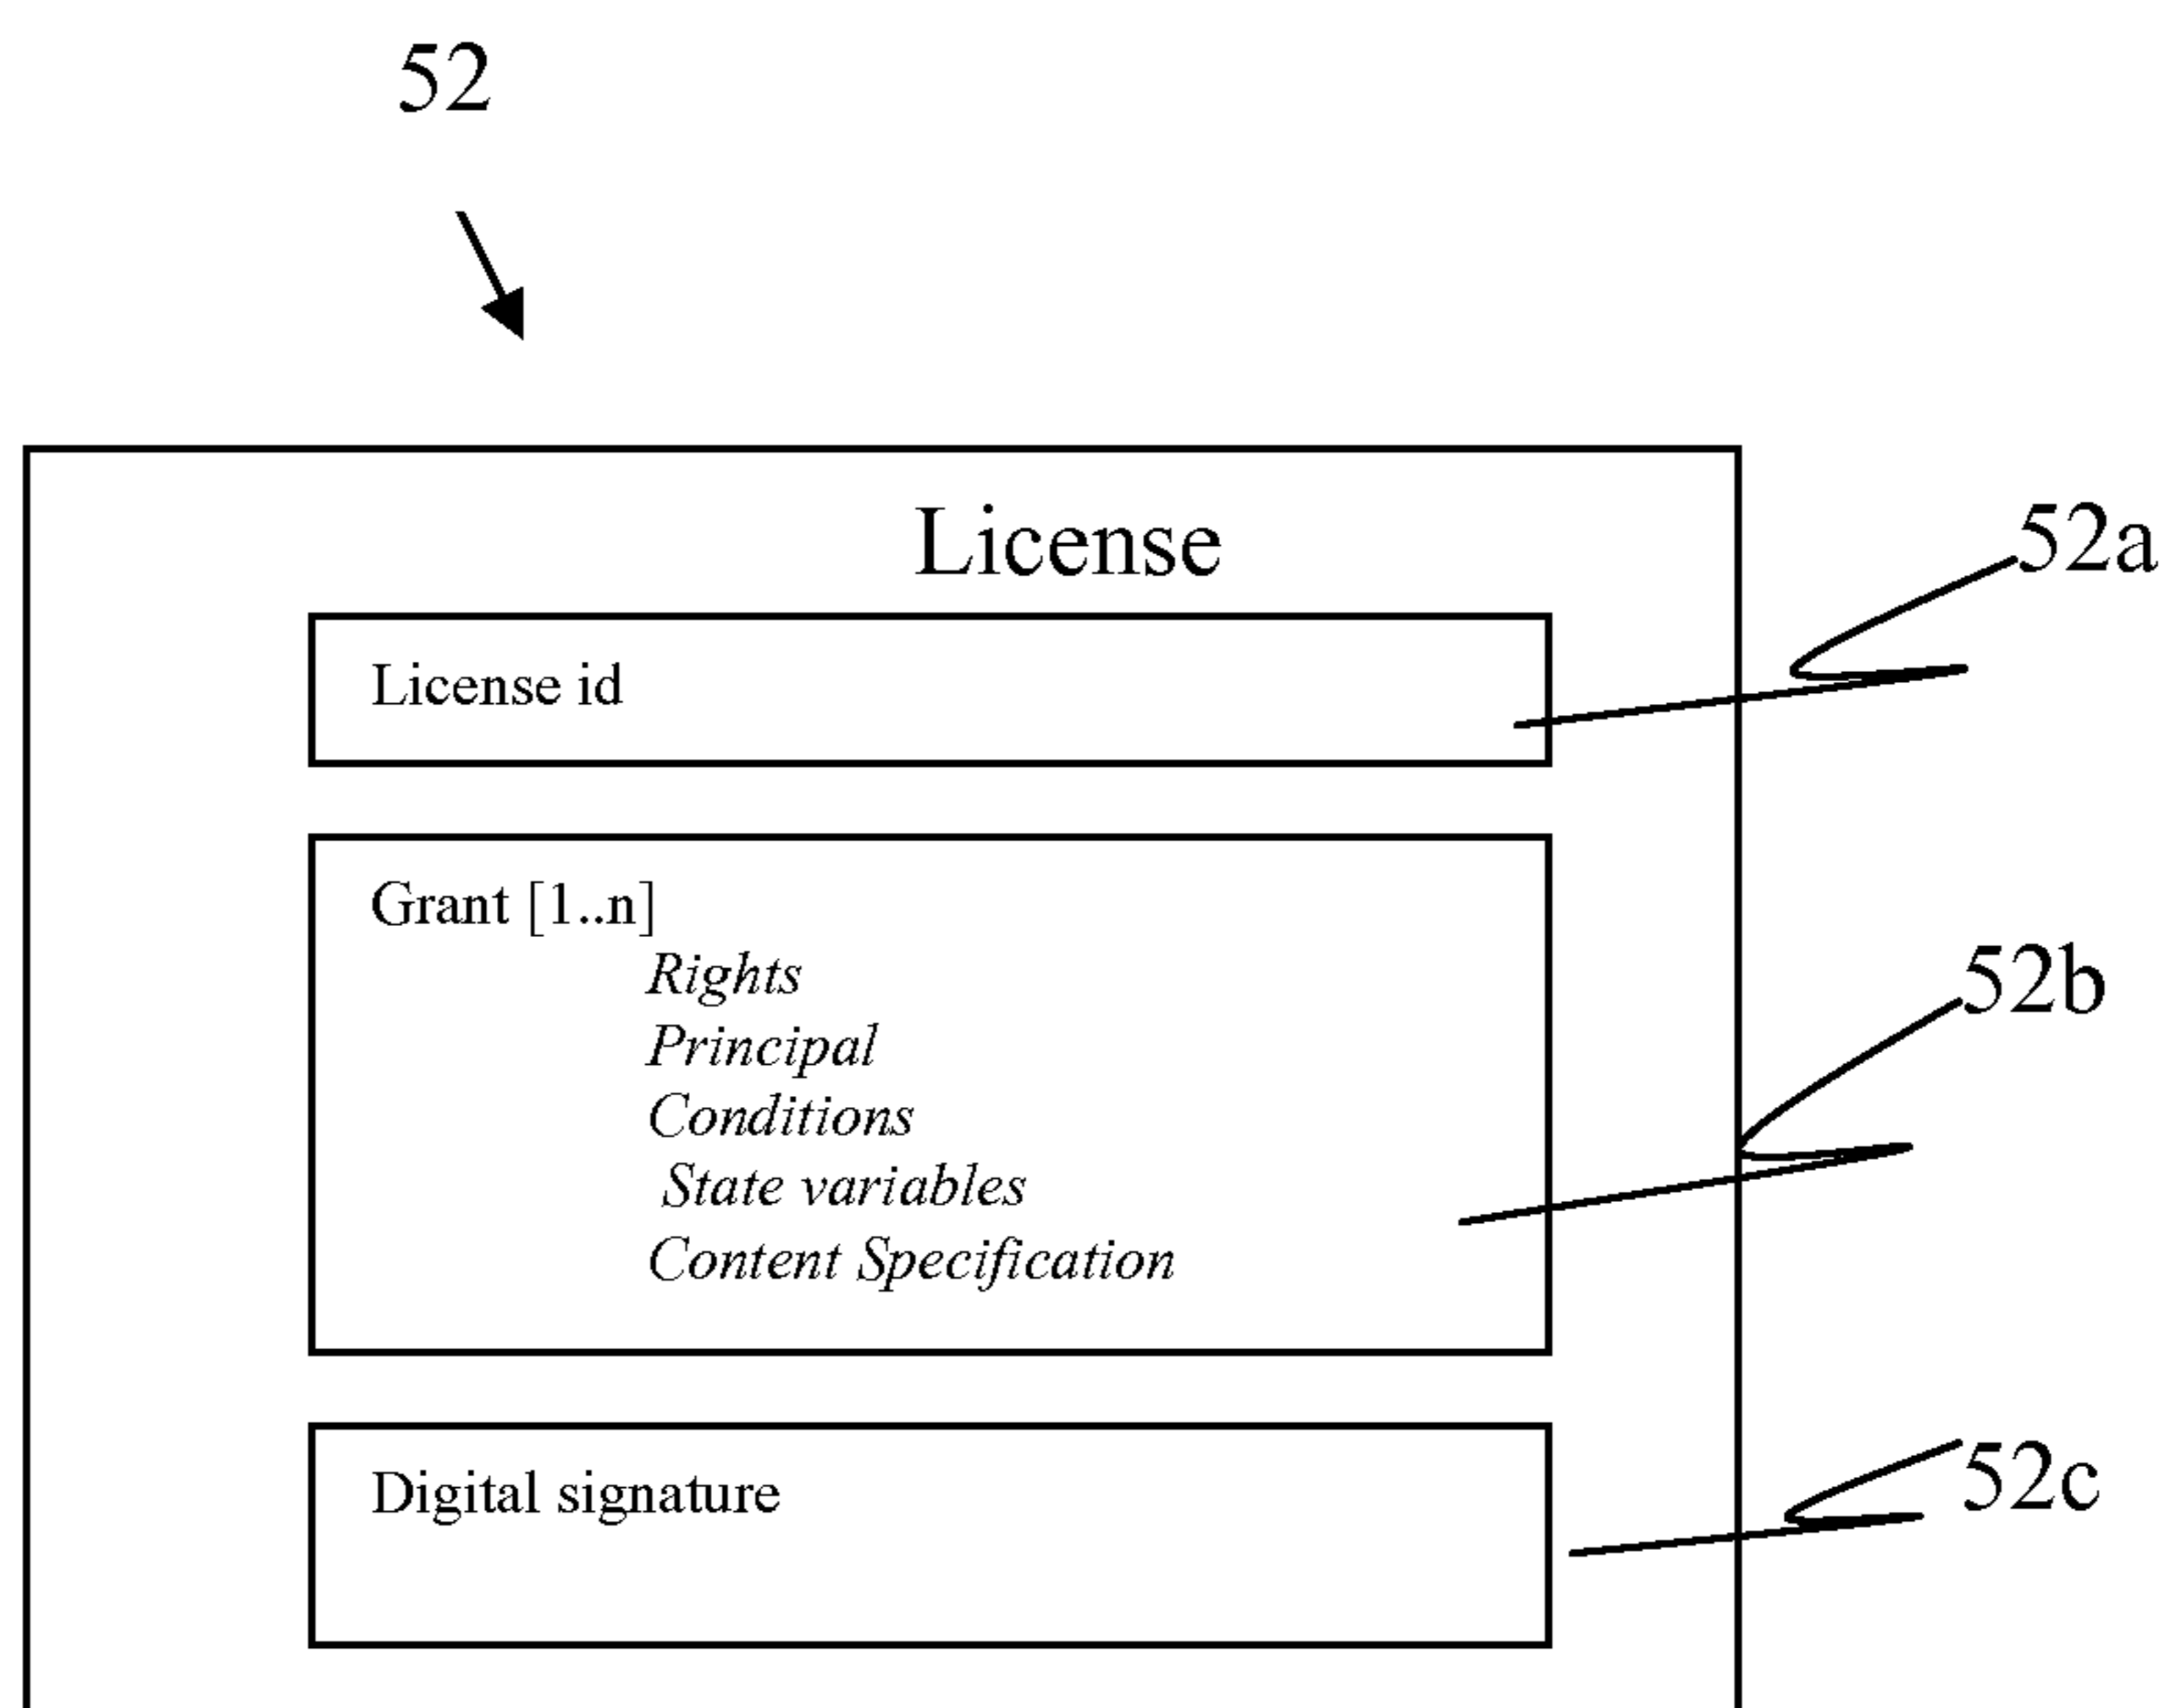 52
License
52a
License id
Grant [1..n]
Rights
52b
Principal
Conditions
State variables
Content Specification
52c
Digital signature